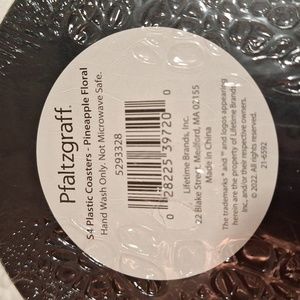 Pfaltzgraff.
S4 Plastic Coasters - Pineapple Floral
Hand Wash Only. Not Microwave Safe.
5293328
0 28225 39720 0
Lifetime Brands, Inc.
22 Blake Street, Medford, MA 02155
Made in China
The trademarks ® and ™ and logos appearing
herein are the property of Lifetime Brands
Inc. and/or their respective owners.
© 2022. All rights reserved.
21-6592